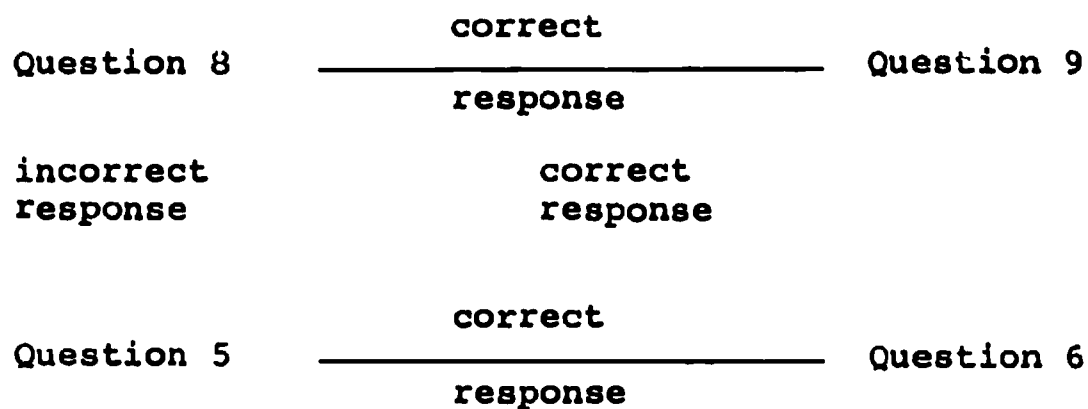 correct
Question 8 Question 9
response
incorrect correct
response response
correct
Question 5 Question 6
response